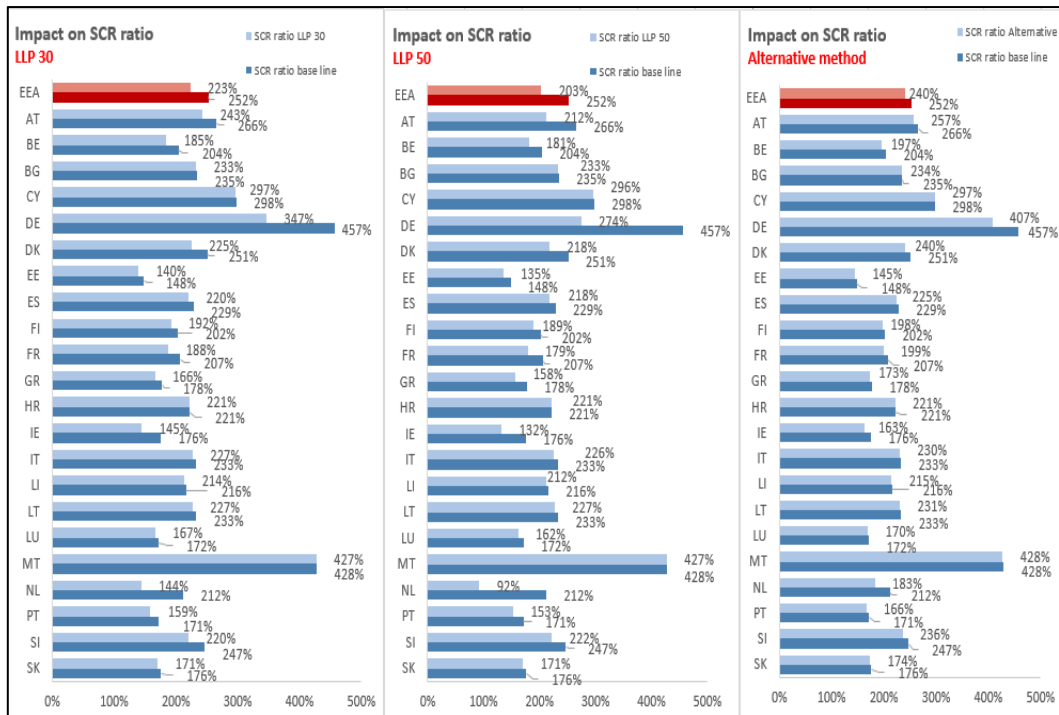 Impact on SCR ratio
LLP 30
SCR ratio LLP 30
SCR ratio base line
EEA 223% 252%
AT 243% 266%
BE 185% 204%
BG 233% 235%
CY 297% 298%
DE 347% 457%
DK 225% 251%
EE 140% 148%
ES 220% 229%
FI 192% 202%
FR 188% 207%
GR 166% 178%
HR 221% 221%
IE 145% 176%
IT 227% 233%
LI 214% 216%
LT 227% 233%
LU 167% 172%
MT 427% 428%
NL 144% 212%
PT 159% 171%
SI 220% 247%
SK 171% 176%
0% 100% 200% 300% 400% 500%
Impact on SCR ratio
LLP 50
SCR ratio LLP 50
SCR ratio base line
EEA 203% 252%
AT 212% 266%
BE 181% 204%
BG 233% 235%
CY 296% 298%
DE 274% 457%
DK 218% 251%
EE 135% 148%
ES 218% 229%
FI 189% 202%
FR 179% 207%
GR 158% 178%
HR 221% 221%
IE 132% 176%
IT 226% 233%
LI 212% 216%
LT 227% 233%
LU 162% 172%
MT 427% 428%
NL 92% 212%
PT 153% 171%
SI 222% 247%
SK 171% 176%
0% 100% 200% 300% 400% 500%
Impact on SCR ratio
Alternative method
SCR ratio Alternative
SCR ratio base line
EEA 240% 252%
AT 257% 266%
BE 197% 204%
BG 234% 235%
CY 297% 298%
DE 407% 457%
DK 240% 251%
EE 145% 148%
ES 225% 229%
FI 198% 202%
FR 199% 207%
GR 173% 178%
HR 221% 221%
IE 163% 176%
IT 230% 233%
LI 215% 216%
LT 231% 233%
LU 170% 172%
MT 428% 428%
NL 183% 212%
PT 166% 171%
SI 236% 247%
SK 174% 176%
0% 100% 200% 300% 400% 500%